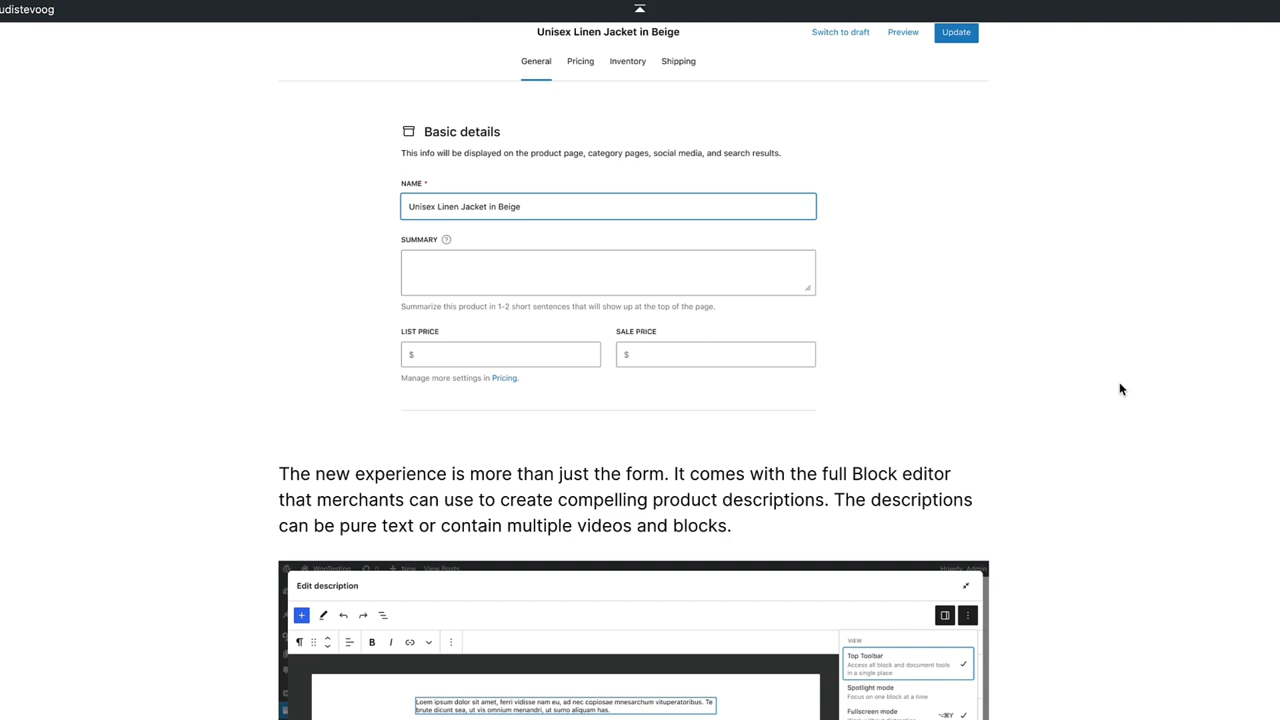 udistevoog
Unisex Linen Jacket in Beige
Switch to draft
Preview
Update
General
Pricing
Inventory
Shipping
Basic details
This info will be displayed on the product page, category pages, social media, and search results.
NAME *
Unisex Linen Jacket in Beige
SUMMARY ?
Summarize this product in 1-2 short sentences that will show up at the top of the page.
LIST PRICE
SALE PRICE
$
$
Manage more settings in Pricing.
The new experience is more than just the form. It comes with the full Block editor
that merchants can use to create compelling product descriptions. The descriptions
can be pure text or contain multiple videos and blocks.
WooTesting
0
New
View Posts
Howdy, Admin
Edit description
B
I
VIEW
Top Toolbar
Access all block and document tools
in a single place
Spotlight mode
Focus on one block at a time
Fullscreen mode
⌥⌘Y
Lorem ipsum dolor sit amet, ferri vidisse nam eu, ad nec copiosae mnesarchum vituperatoribus. Te
brute dicunt sea, ut vis omnium menandri, ut sumo aliquam has.